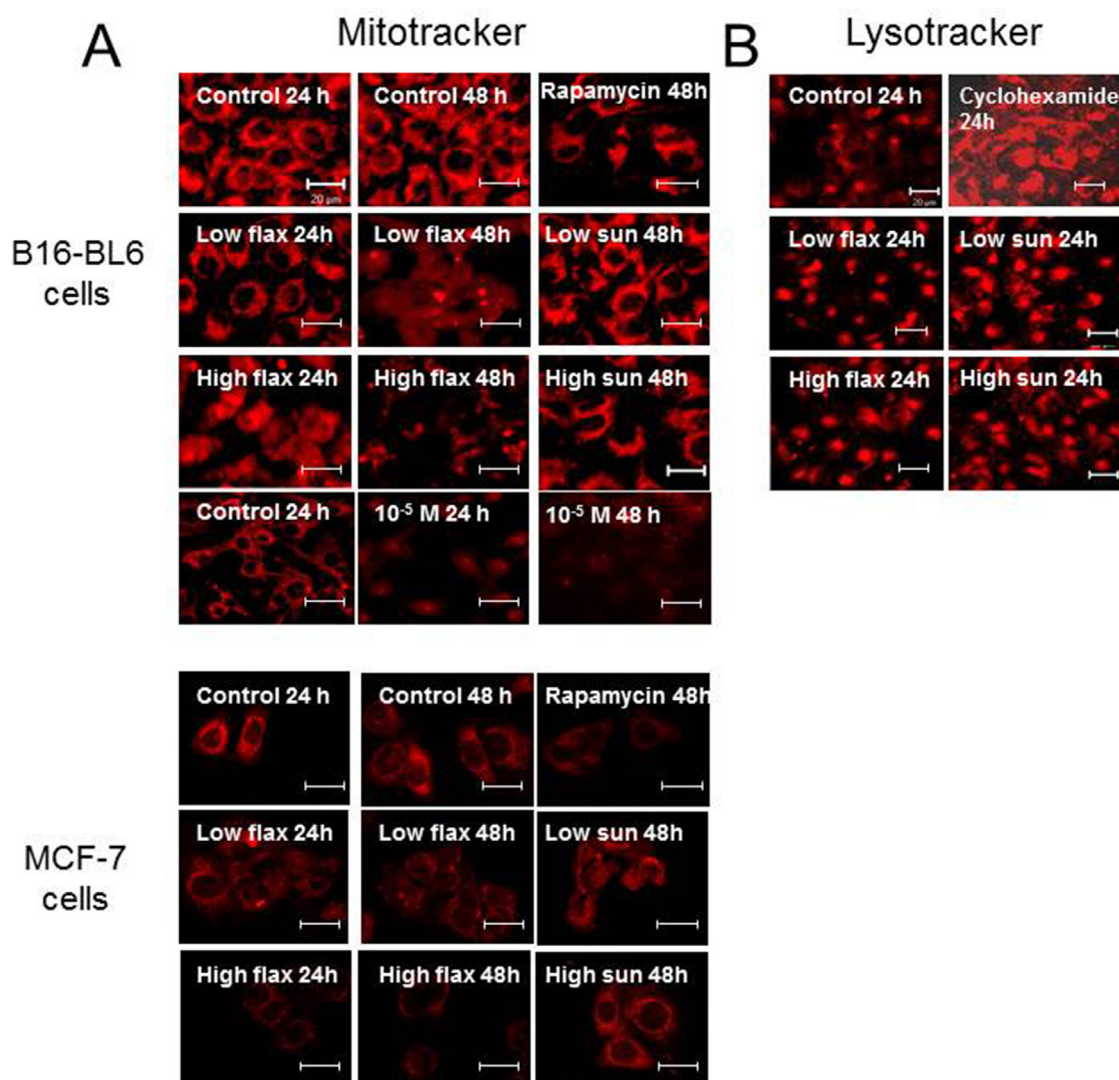 A
Mitotracker
B
Lysotracker
B16-BL6
cells
Control 24 h
Control 48 h
Rapamycin 48h
20 µm
Low flax 24h
Low flax 48h
Low sun 48h
High flax 24h
High flax 48h
High sun 48h
Control 24 h
10⁻⁵ M 24 h
10⁻⁵ M 48 h
Control 24 h
20 µm
Cyclohexamide
24h
Low flax 24h
Low sun 24h
High flax 24h
High sun 24h
MCF-7
cells
Control 24 h
Control 48 h
Rapamycin 48h
Low flax 24h
Low flax 48h
Low sun 48h
High flax 24h
High flax 48h
High sun 48h